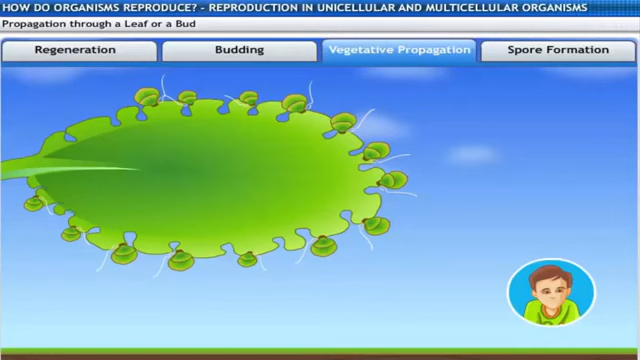 HOW DO ORGANISMS REPRODUCE? - REPRODUCTION IN UNICELLULAR AND MULTICELLULAR ORGANISMS
Propagation through a Leaf or a Bud
Regeneration Budding Vegetative Propagation Spore Formation